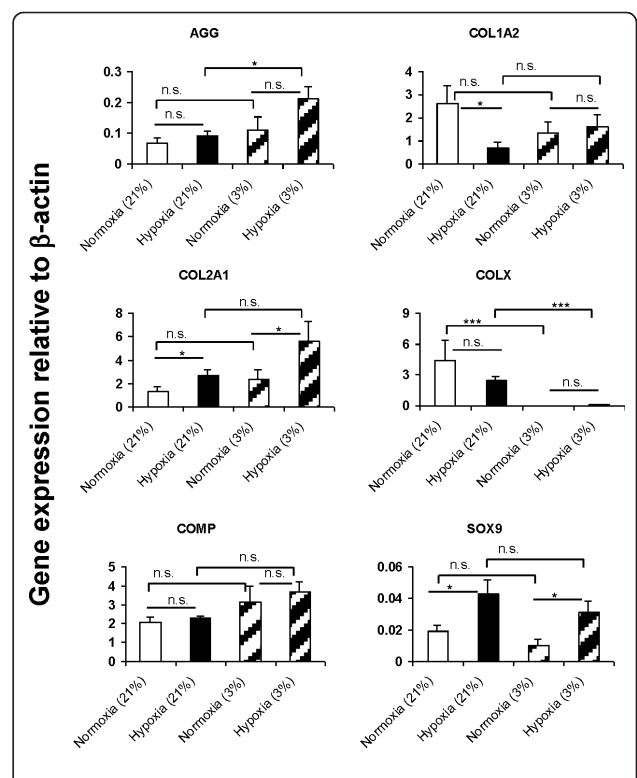 Gene expression relative to β-actin
AGG
0.3
0.2
0.1
0
n.s.
n.s.
*
n.s.
Normoxia (21%)
Hypoxia (21%)
Normoxia (3%)
Hypoxia (3%)
COL1A2
4
3
2
1
0
n.s.
*
n.s.
n.s.
Normoxia (21%)
Hypoxia (21%)
Normoxia (3%)
Hypoxia (3%)
COL2A1
8
6
4
2
0
n.s.
*
n.s.
*
Normoxia (21%)
Hypoxia (21%)
Normoxia (3%)
Hypoxia (3%)
COLX
9
6
3
0
***
n.s.
***
n.s.
Normoxia (21%)
Hypoxia (21%)
Normoxia (3%)
Hypoxia (3%)
COMP
5
4
3
2
1
0
n.s.
n.s.
n.s.
n.s.
Normoxia (21%)
Hypoxia (21%)
Normoxia (3%)
Hypoxia (3%)
SOX9
0.06
0.04
0.02
0
n.s.
*
n.s.
*
Normoxia (21%)
Hypoxia (21%)
Normoxia (3%)
Hypoxia (3%)